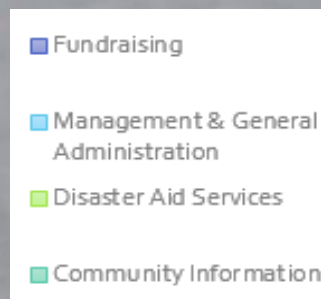 Fundraising
Management & General
Administration
Disaster Aid Services
Community Information